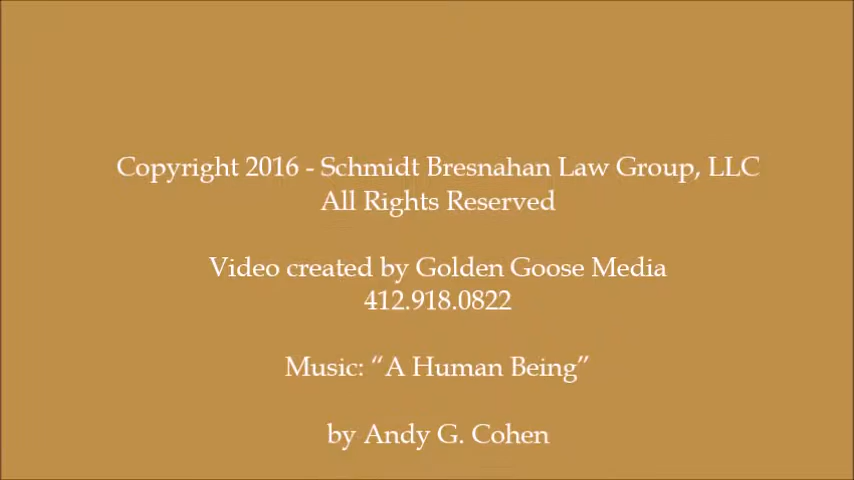 Copyright 2016 - Schmidt Bresnahan Law Group, LLC
All Rights Reserved
Video created by Golden Goose Media
412.918.0822
Music: “A Human Being”
by Andy G. Cohen